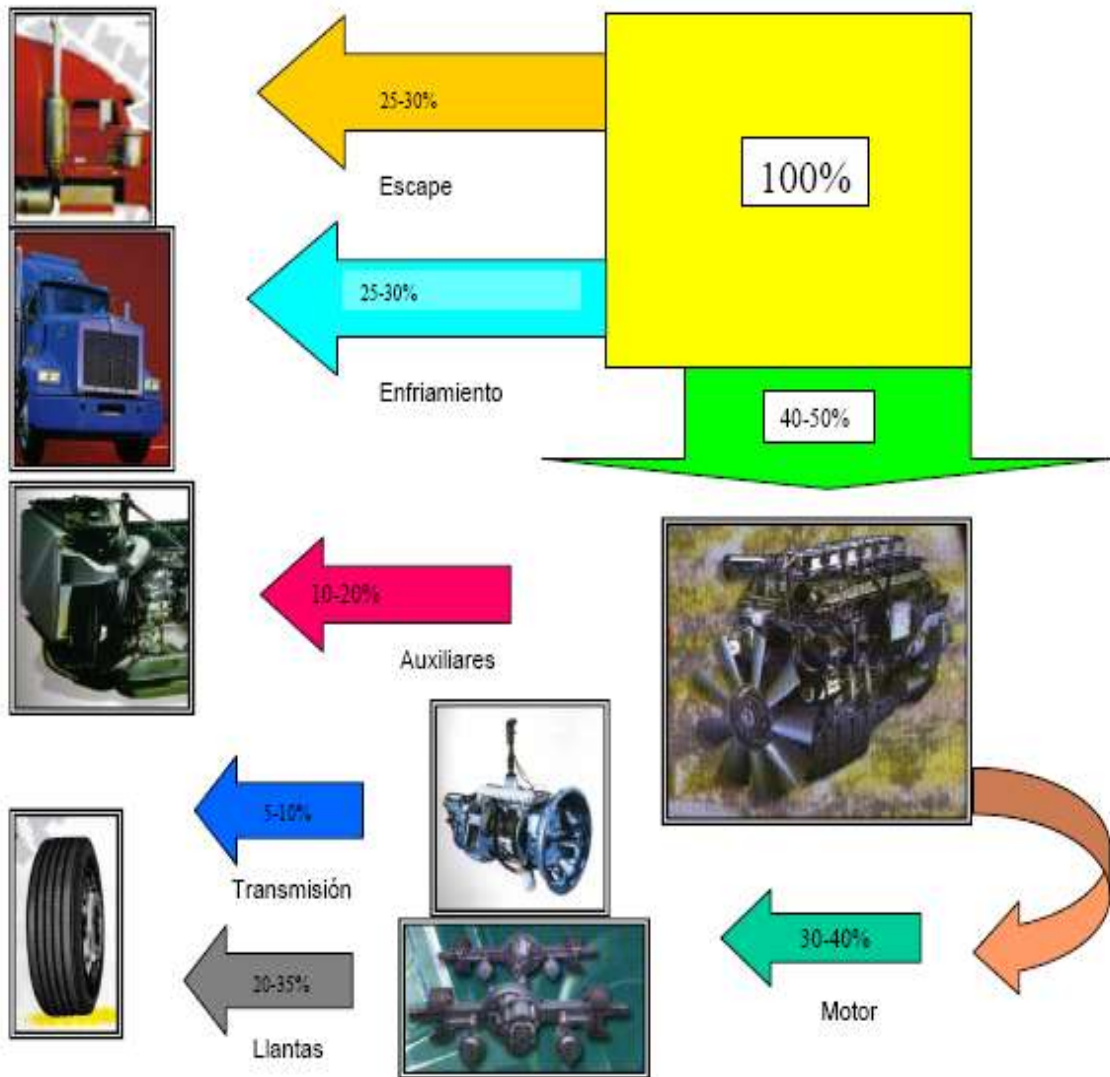 25-30%
100%
Escape
25-30%
Enfriamiento
40-50%
10-20%
Auxiliares
5-10%
Transmisión
30-40%
20-35%
Motor
Llantas